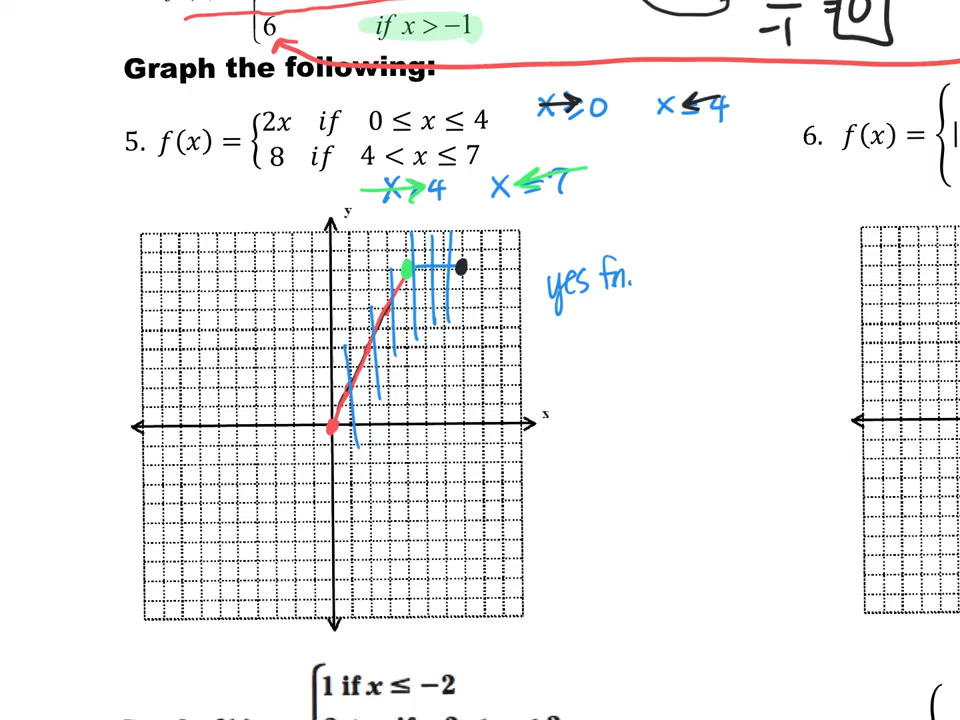 6 if x > −1
−1 = 0
Graph the following:
5. f(x) = { 2x if 0 ≤ x ≤ 4
8 if 4 < x ≤ 7
x ≥ 0 x ≤ 4
x > 4 x ≤ 7
6. f(x) = {
y
yes fn.
x
1 if x ≤ −2